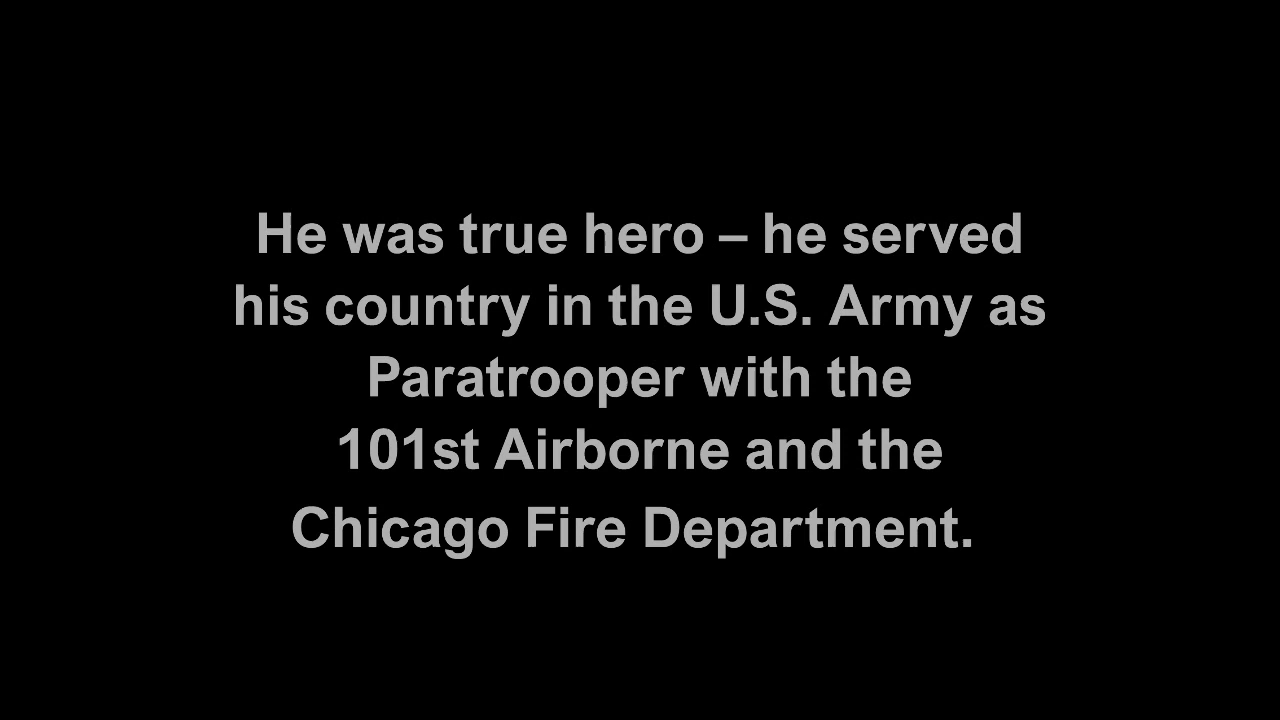 He was true hero – he served
his country in the U.S. Army as
Paratrooper with the
101st Airborne and the
Chicago Fire Department.